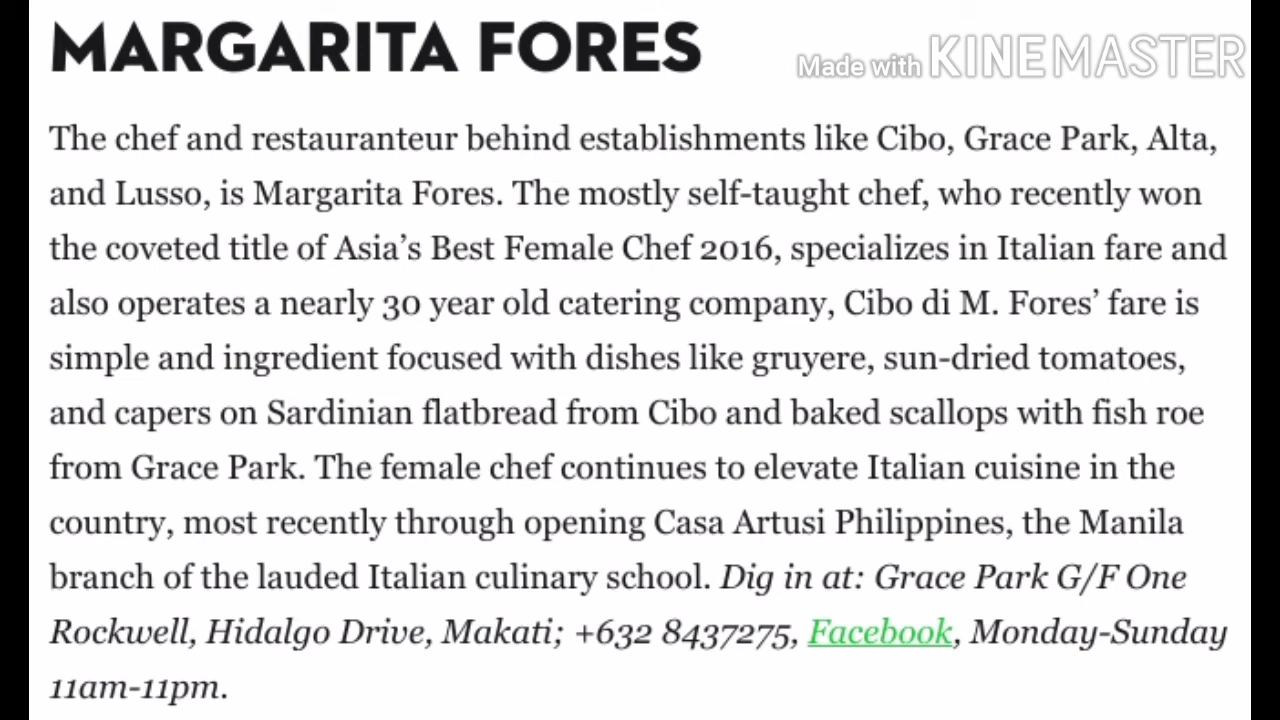 MARGARITA FORES
Made with KINEMASTER
The chef and restauranteur behind establishments like Cibo, Grace Park, Alta,
and Lusso, is Margarita Fores. The mostly self-taught chef, who recently won
the coveted title of Asia’s Best Female Chef 2016, specializes in Italian fare and
also operates a nearly 30 year old catering company, Cibo di M. Fores’ fare is
simple and ingredient focused with dishes like gruyere, sun-dried tomatoes,
and capers on Sardinian flatbread from Cibo and baked scallops with fish roe
from Grace Park. The female chef continues to elevate Italian cuisine in the
country, most recently through opening Casa Artusi Philippines, the Manila
branch of the lauded Italian culinary school. Dig in at: Grace Park G/F One
Rockwell, Hidalgo Drive, Makati; +632 8437275, Facebook, Monday-Sunday
11am-11pm.